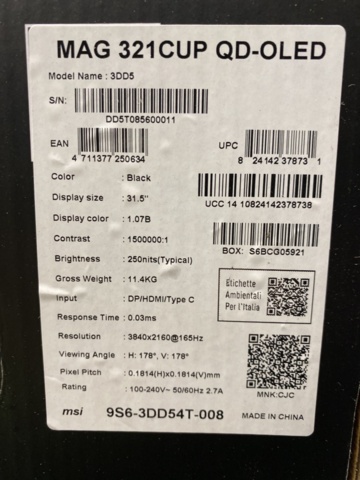 MAG 321CUP QD-OLED
Model Name : 3DD5
S/N:
DD5T085600011
EAN
4 711377 250634
UPC
8 24142 37873 1
Color : Black
Display size : 31.5"
UCC 14 10824142378738
Display color : 1.07B
Contrast : 1500000:1
Brightness : 250nits(Typical)
BOX: S6BCG05921
Gross Weight : 11.4KG
Etichette
Ambientali
Per l'Italia
Input : DP/HDMI/Type C
Response Time : 0.03ms
Resolution : 3840x2160@165Hz
Viewing Angle : H: 178°, V: 178°
Pixel Pitch : 0.1814(H)x0.1814(V)mm
Rating : 100-240V~ 50/60Hz 2.7A
MNK:CJC
msi 9S6-3DD54T-008 MADE IN CHINA